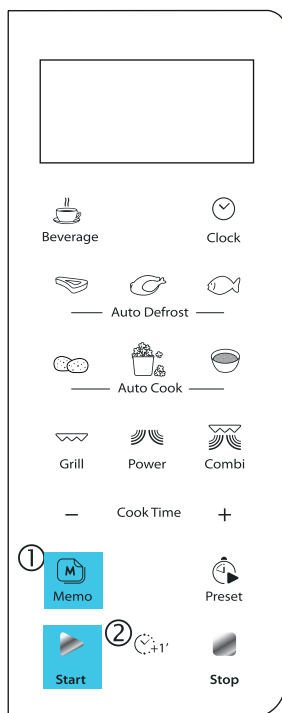 Beverage Clock
Auto Defrost
Auto Cook
Grill Power Combi
– Cook Time +
① M
Memo Preset
② +1'
Start Stop